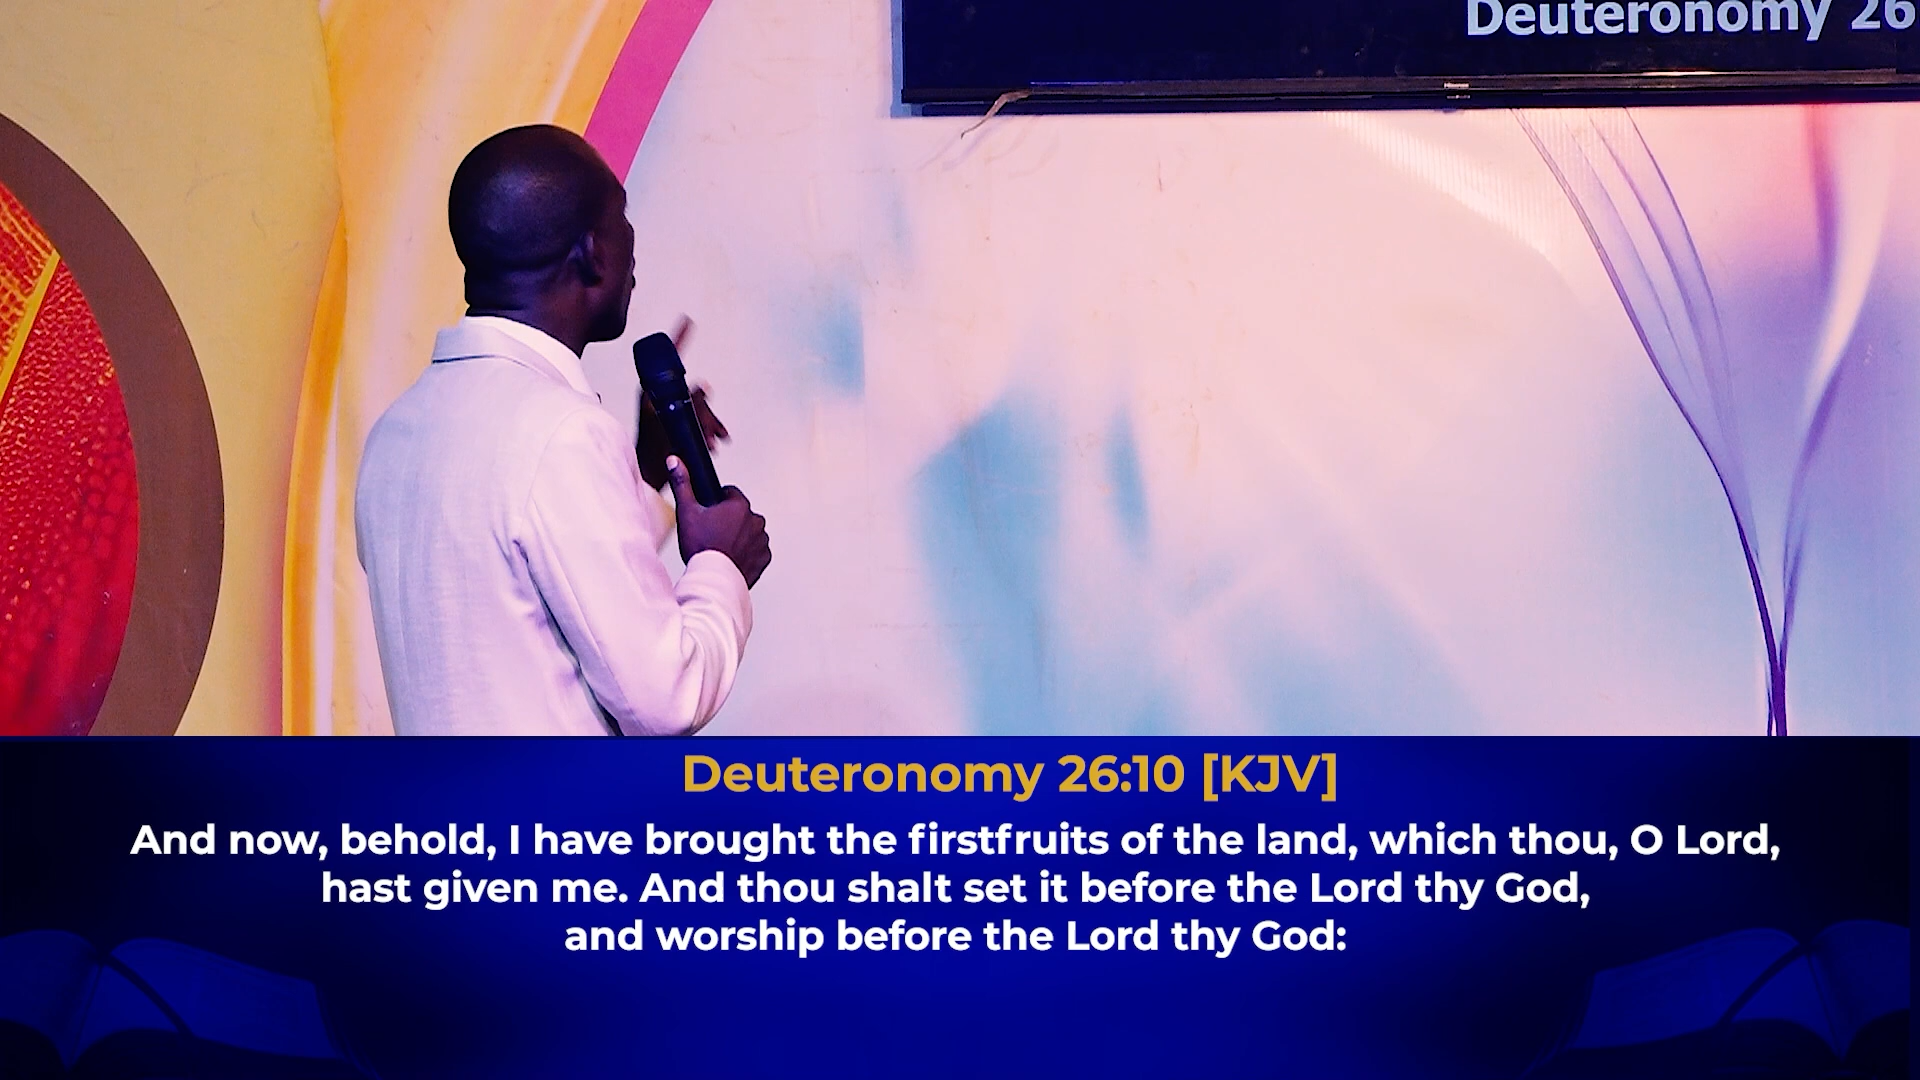 Deuteronomy 26
Hisense
Deuteronomy 26:10 [KJV]
And now, behold, I have brought the firstfruits of the land, which thou, O Lord,
hast given me. And thou shalt set it before the Lord thy God,
and worship before the Lord thy God: